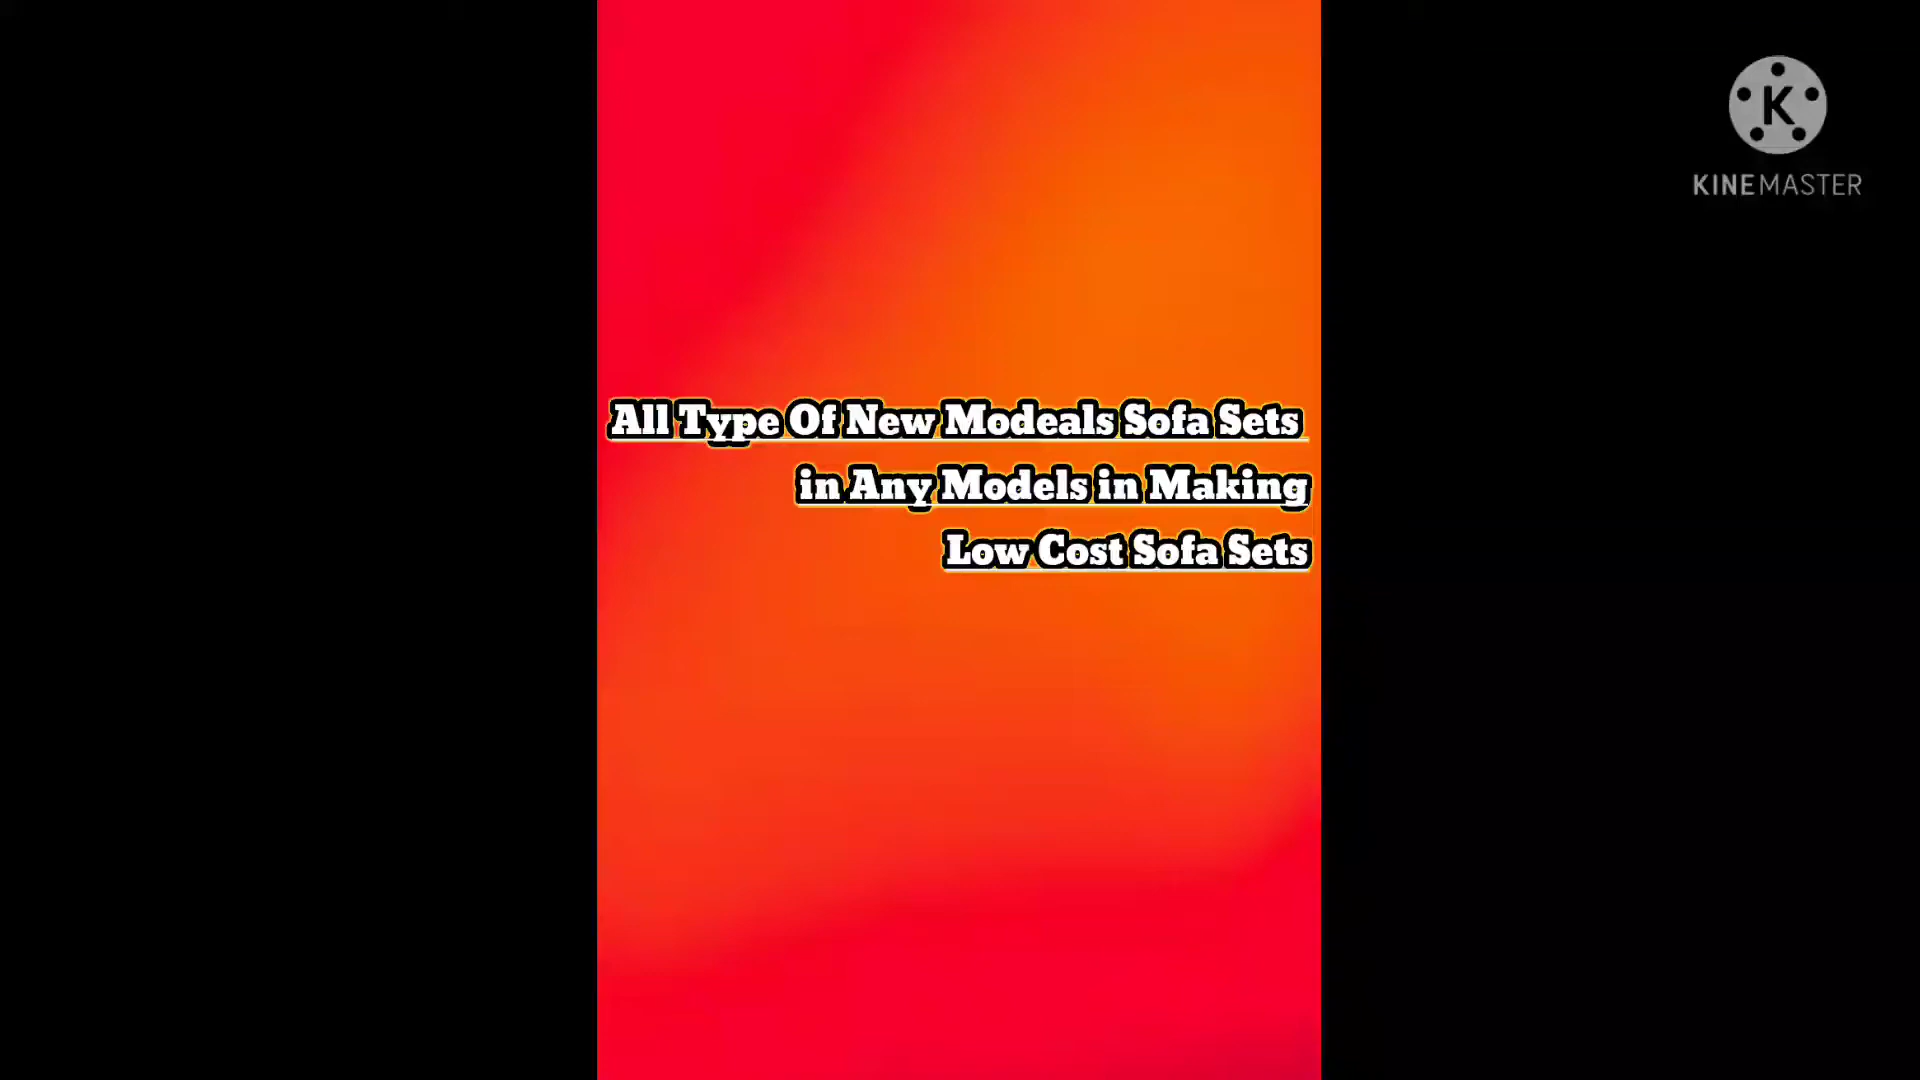 K
KINEMASTER
All Type Of New Modeals Sofa Sets
in Any Models in Making
Low Cost Sofa Sets